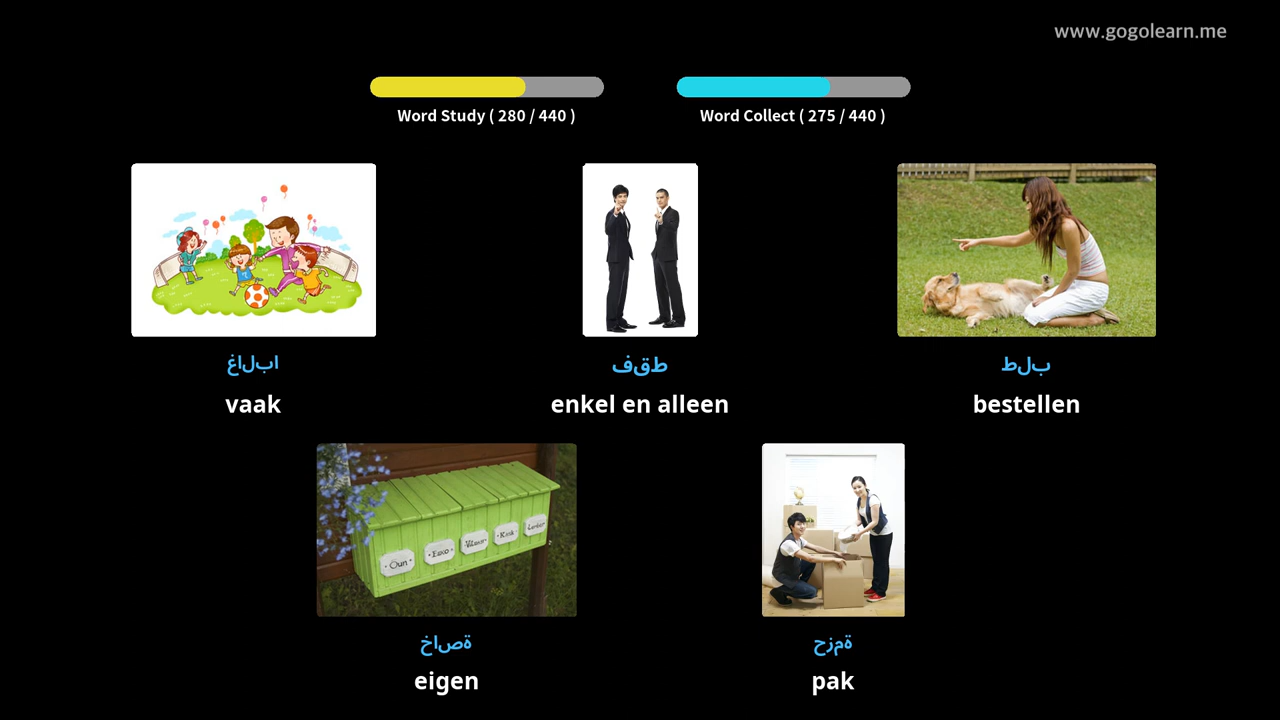 www.gogolearn.me
Word Study ( 280 / 440 )
Word Collect ( 275 / 440 )
غالبا
فقط
طلب
vaak
enkel en alleen
bestellen
Oun
خاصة
حزمة
eigen
pak